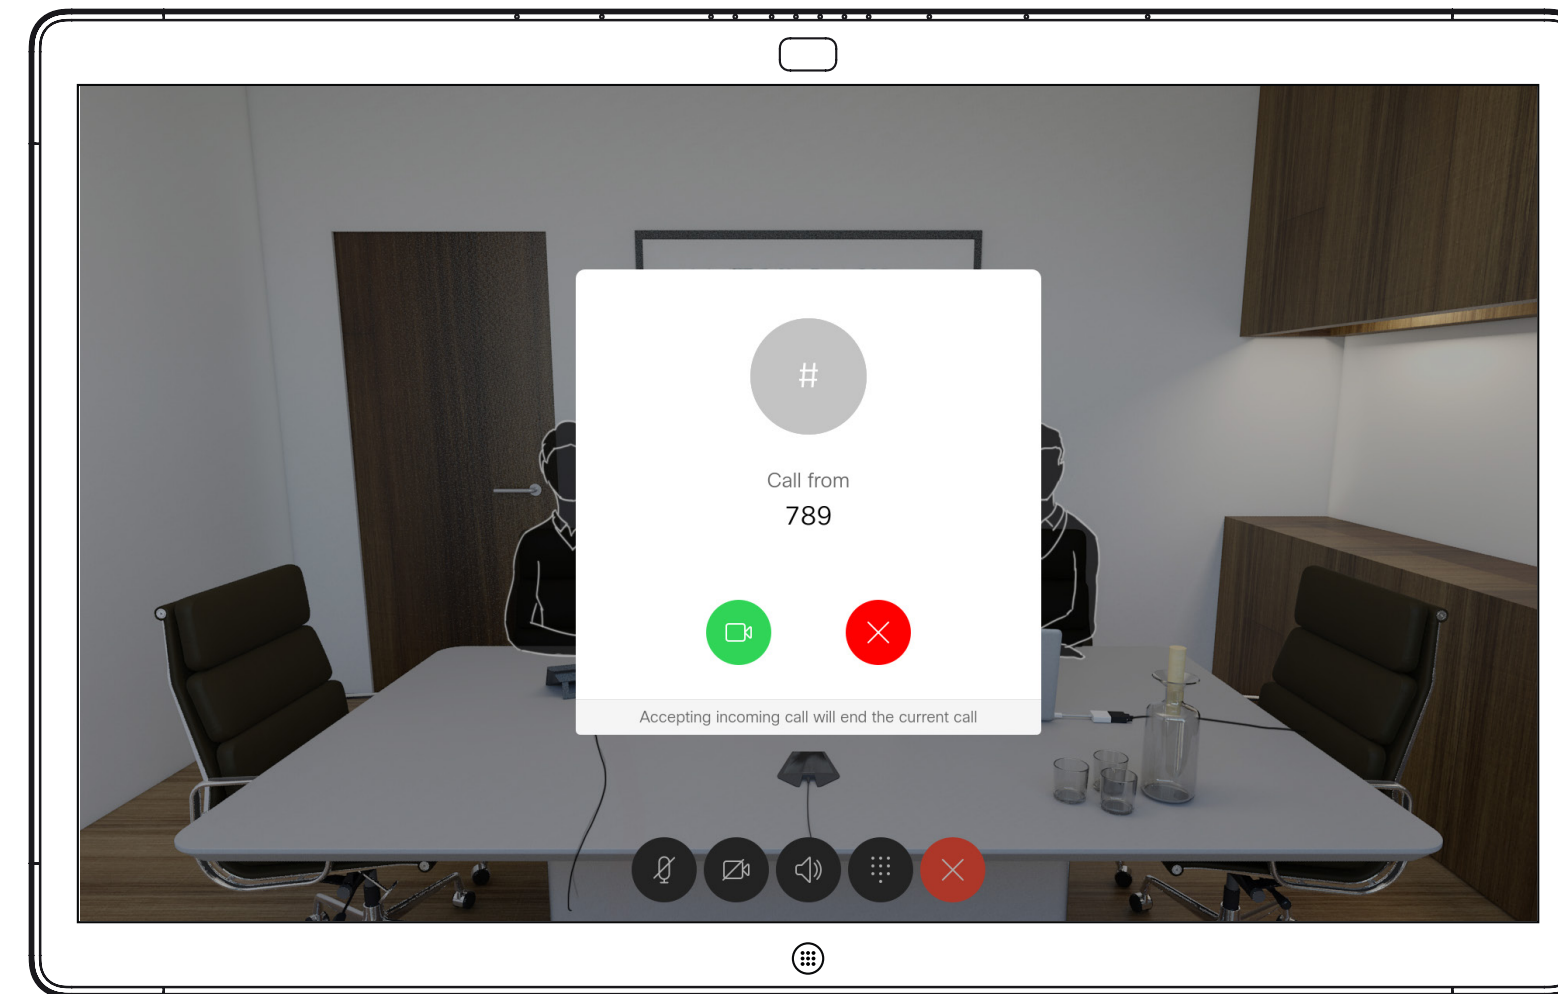 #
Call from
789
Accepting incoming call will end the current call